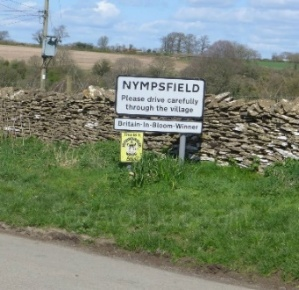 NYMPSFIELD
Please drive carefully
through the village
Britain-In-Bloom-Winner